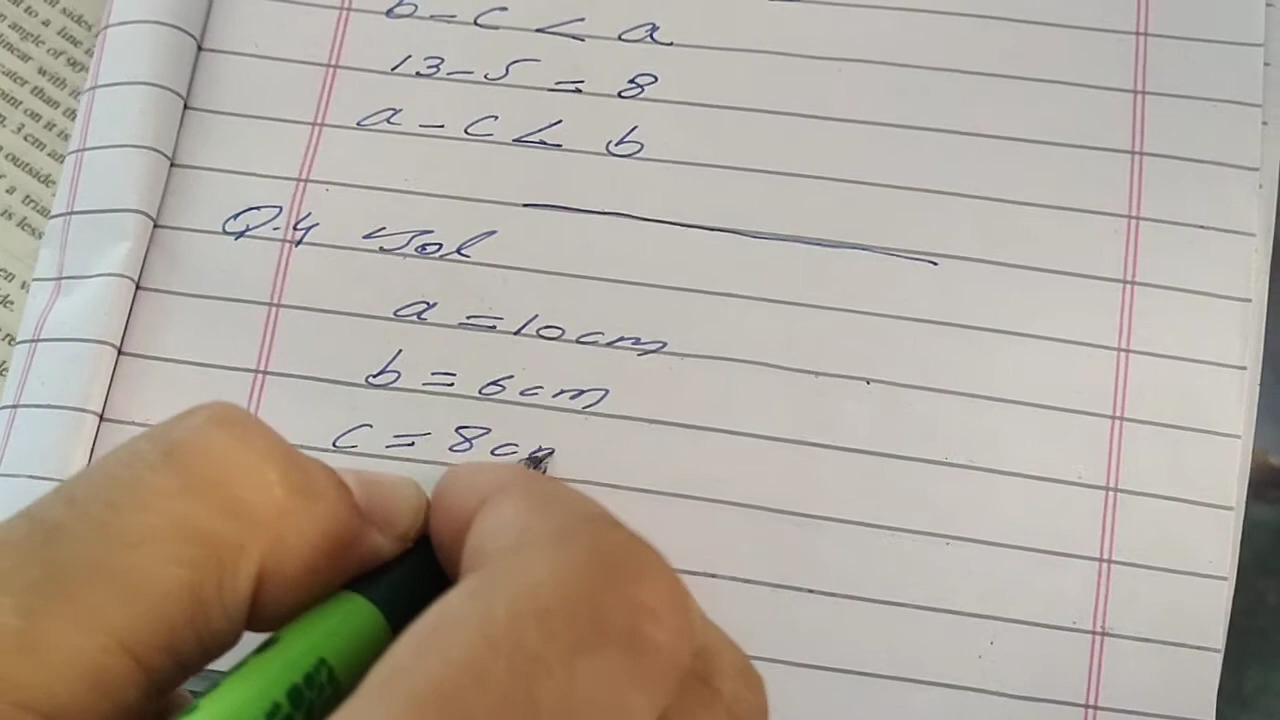 b - c < a
13 - 5 = 8
a - c < b
Q.4 Sol
a = 10cm
b = 6cm
c = 8cm